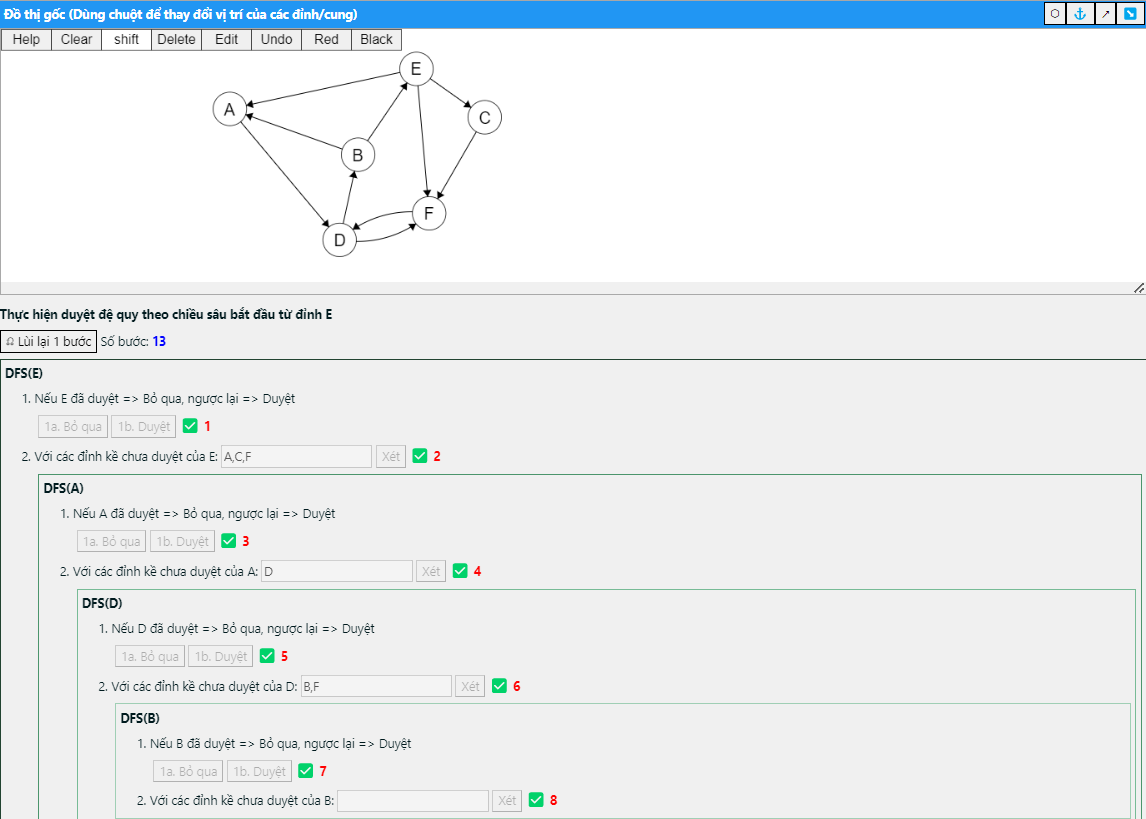 Đồ thị gốc (Dùng chuột để thay đổi vị trí của các đỉnh/cung)
Help Clear shift Delete Edit Undo Red Black
E
A
C
B
F
D
Thực hiện duyệt đệ quy theo chiều sâu bắt đầu từ đỉnh E
Lùi lại 1 bước Số bước: 13
DFS(E)
1. Nếu E đã duyệt => Bỏ qua, ngược lại => Duyệt
1a. Bỏ qua 1b. Duyệt 1
2. Với các đỉnh kề chưa duyệt của E: A,C,F Xét 2
DFS(A)
1. Nếu A đã duyệt => Bỏ qua, ngược lại => Duyệt
1a. Bỏ qua 1b. Duyệt 3
2. Với các đỉnh kề chưa duyệt của A: D Xét 4
DFS(D)
1. Nếu D đã duyệt => Bỏ qua, ngược lại => Duyệt
1a. Bỏ qua 1b. Duyệt 5
2. Với các đỉnh kề chưa duyệt của D: B,F Xét 6
DFS(B)
1. Nếu B đã duyệt => Bỏ qua, ngược lại => Duyệt
1a. Bỏ qua 1b. Duyệt 7
2. Với các đỉnh kề chưa duyệt của B: Xét 8